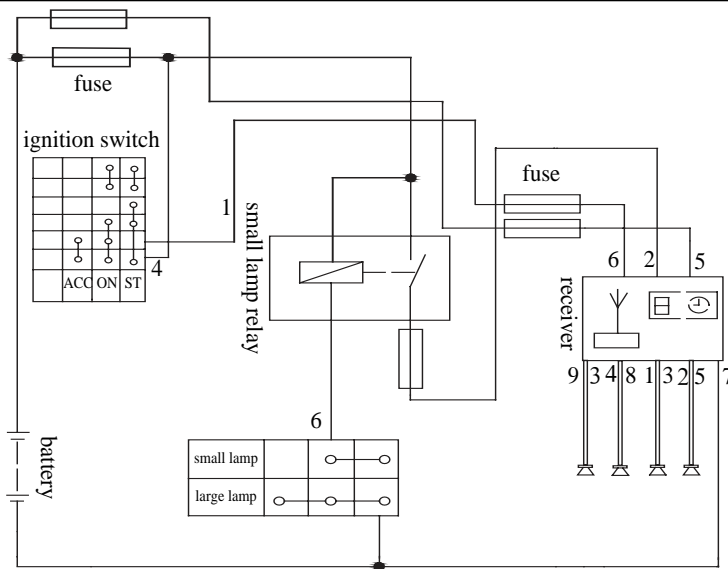 fuse
ignition switch
ACC ON ST
4
1
small lamp relay
fuse
6 2 5
receiver
9 3 4 8 1 3 2 5 7
6
small lamp
large lamp
battery